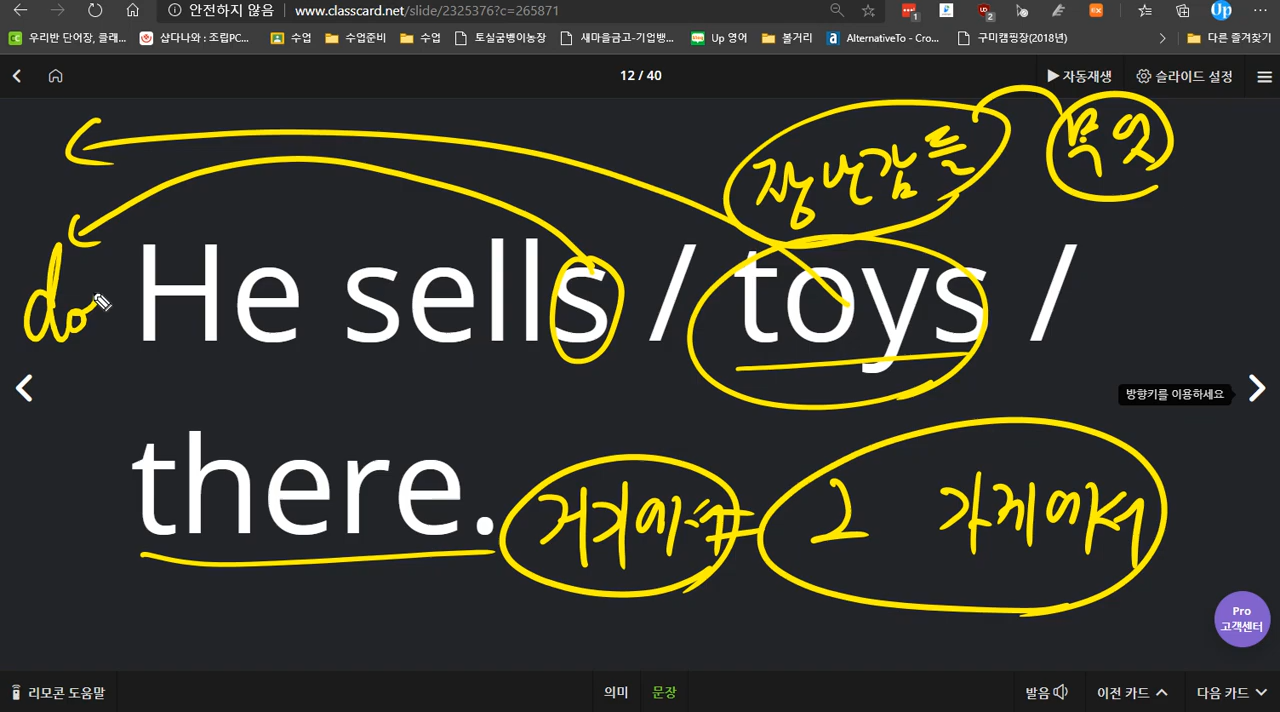 안전하지 않음 www.classcard.net/slide/2325376?c=265871
우리반 단어장, 클래... 샵다나와 : 조립PC... 수업 수업준비 수업 토실굼벵이농장 새마을금고-기업뱅... Up 영어 볼거리 AlternativeTo - Cro... 구미캠핑장(2018년) 다른 즐겨찾기
12 / 40 자동재생 슬라이드 설정
장난감들 무엇
do He sells / toys /
방향키를 이용하세요
there. 거기에 그 가게에서
Pro
고객센터
리모콘 도움말 의미 문장 발음 이전 카드 다음 카드